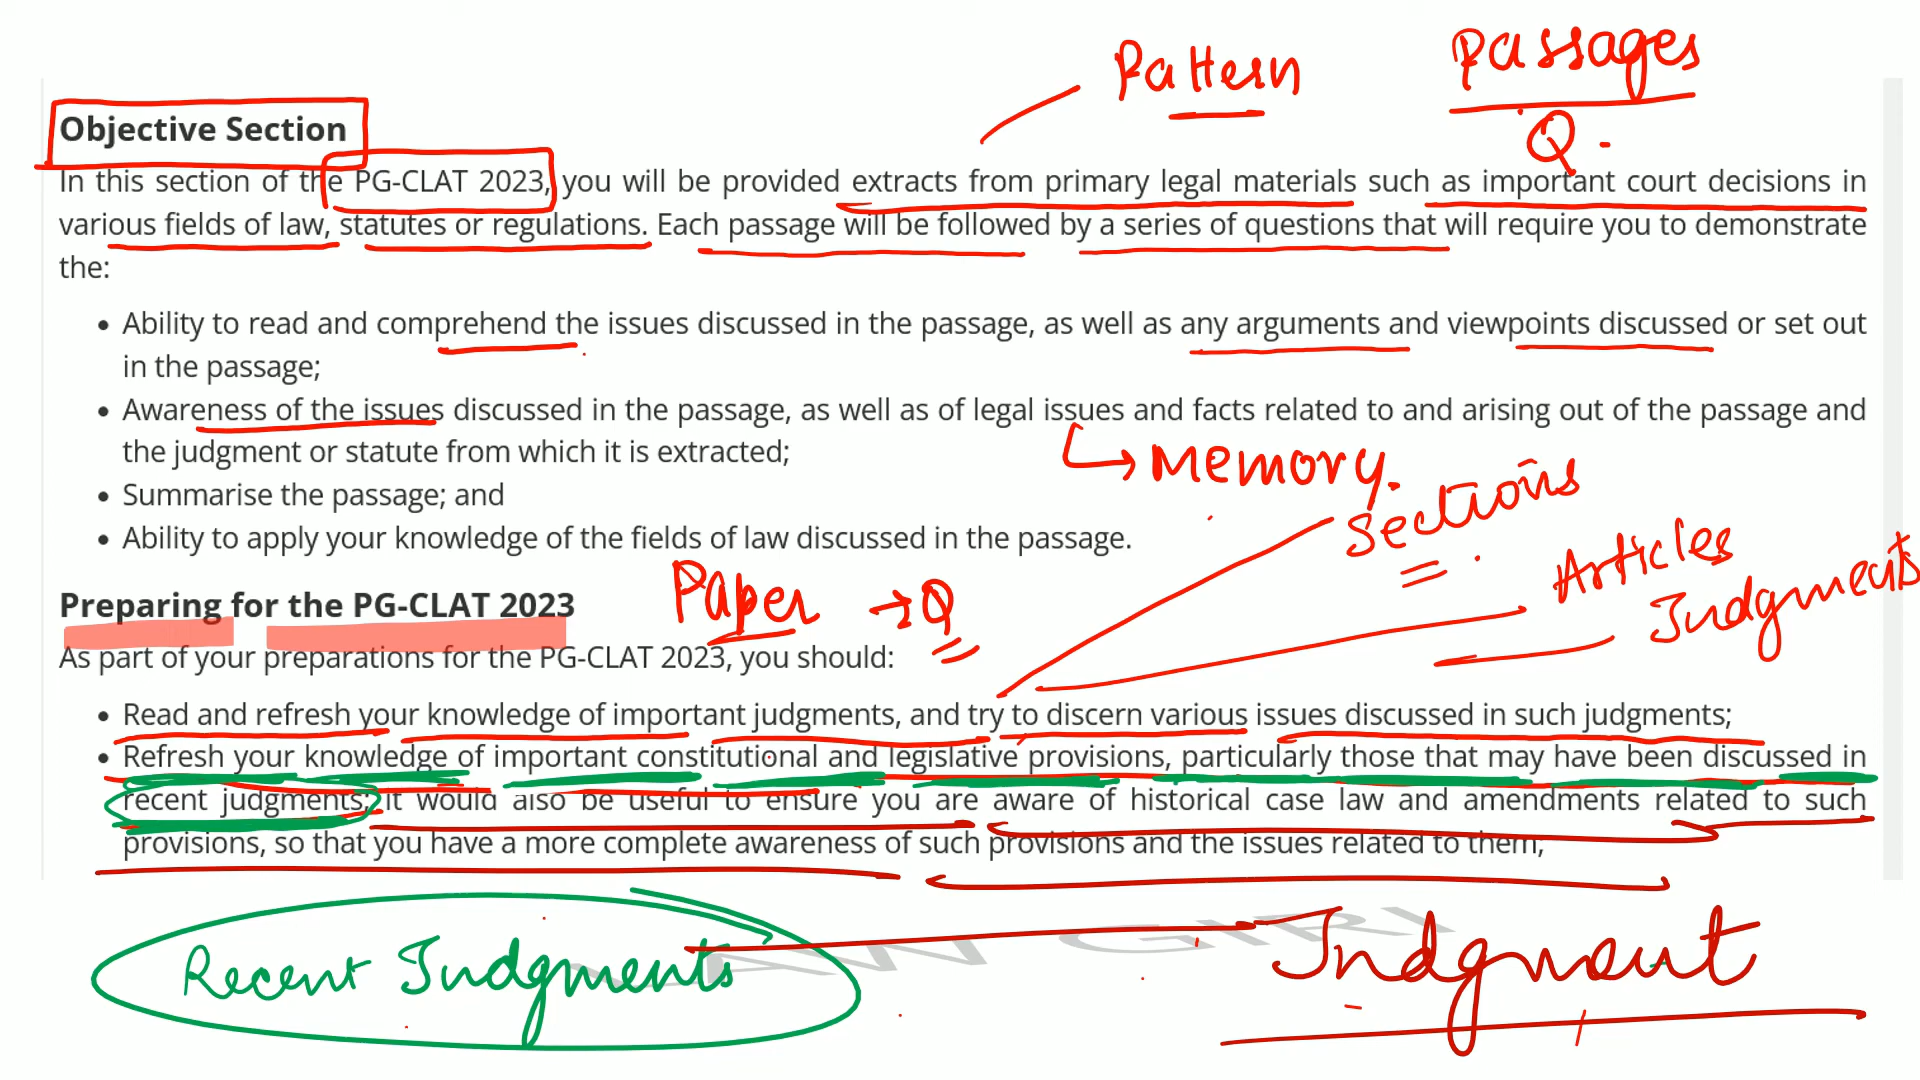 Pattern
Passages
Q.
Objective Section
In this section of the PG-CLAT 2023, you will be provided extracts from primary legal materials such as important court decisions in
various fields of law, statutes or regulations. Each passage will be followed by a series of questions that will require you to demonstrate
the:
• Ability to read and comprehend the issues discussed in the passage, as well as any arguments and viewpoints discussed or set out
in the passage;
• Awareness of the issues discussed in the passage, as well as of legal issues and facts related to and arising out of the passage and
the judgment or statute from which it is extracted;
→ Memory.
• Summarise the passage; and
Sections
• Ability to apply your knowledge of the fields of law discussed in the passage.
Articles
Preparing for the PG-CLAT 2023
Paper → Q
Judgments
As part of your preparations for the PG-CLAT 2023, you should:
• Read and refresh your knowledge of important judgments, and try to discern various issues discussed in such judgments;
• Refresh your knowledge of important constitutional and legislative provisions, particularly those that may have been discussed in
recent judgments; it would also be useful to ensure you are aware of historical case law and amendments related to such
provisions, so that you have a more complete awareness of such provisions and the issues related to them;
Recent Judgments
Judgment